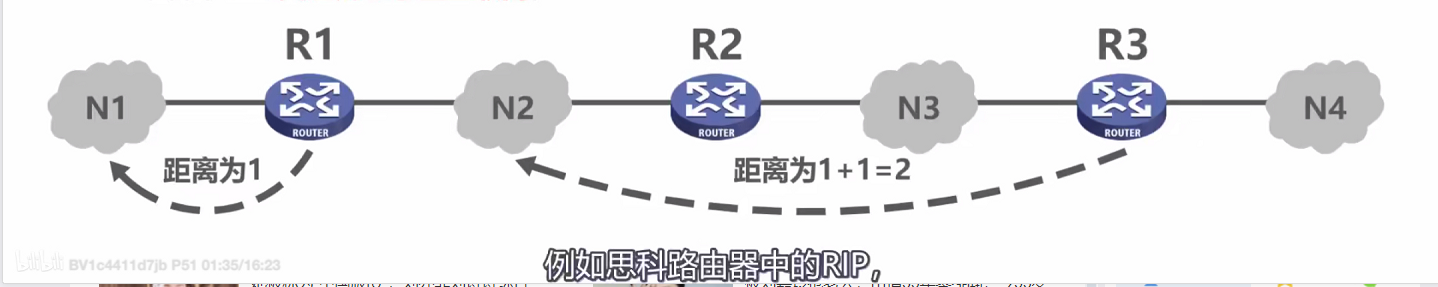 R1 R2 R3
N1 N2 N3 N4
ROUTER ROUTER ROUTER
距离为1 距离为1+1=2
bilibili BV1c4411d7jb P51 01:35/16:23
例如思科路由器中的RIP，